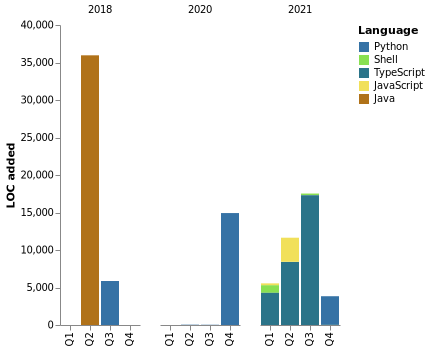 2018 2020 2021
Language
Python
Shell
TypeScript
JavaScript
Java
LOC added
40,000
35,000
30,000
25,000
20,000
15,000
10,000
5,000
0
Q1 Q2 Q3 Q4 Q1 Q2 Q3 Q4 Q1 Q2 Q3 Q4